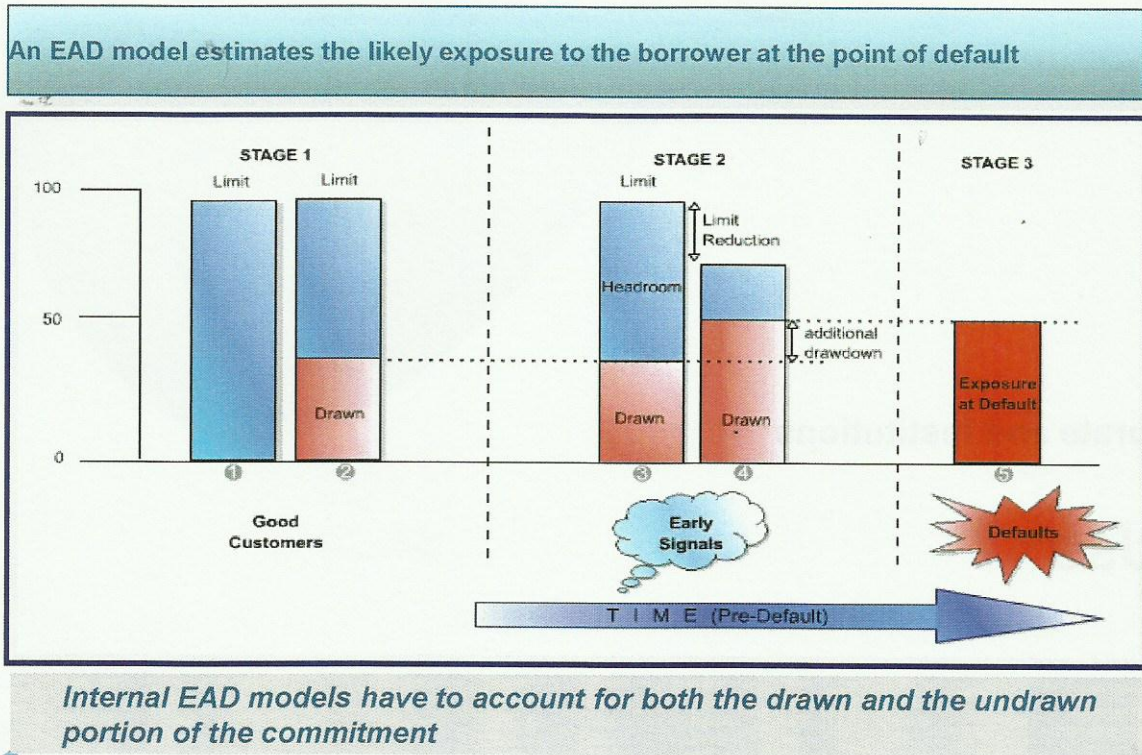 An EAD model estimates the likely exposure to the borrower at the point of default
STAGE 1
STAGE 2
STAGE 3
Limit
Limit
Limit
100
Limit
Reduction
Headroom
50
additional
drawdown
Exposure
at Default
Drawn
Drawn
Drawn
0
1
2
3
4
5
Good
Customers
Early
Signals
Defaults
T I M E (Pre-Default)
Internal EAD models have to account for both the drawn and the undrawn
portion of the commitment